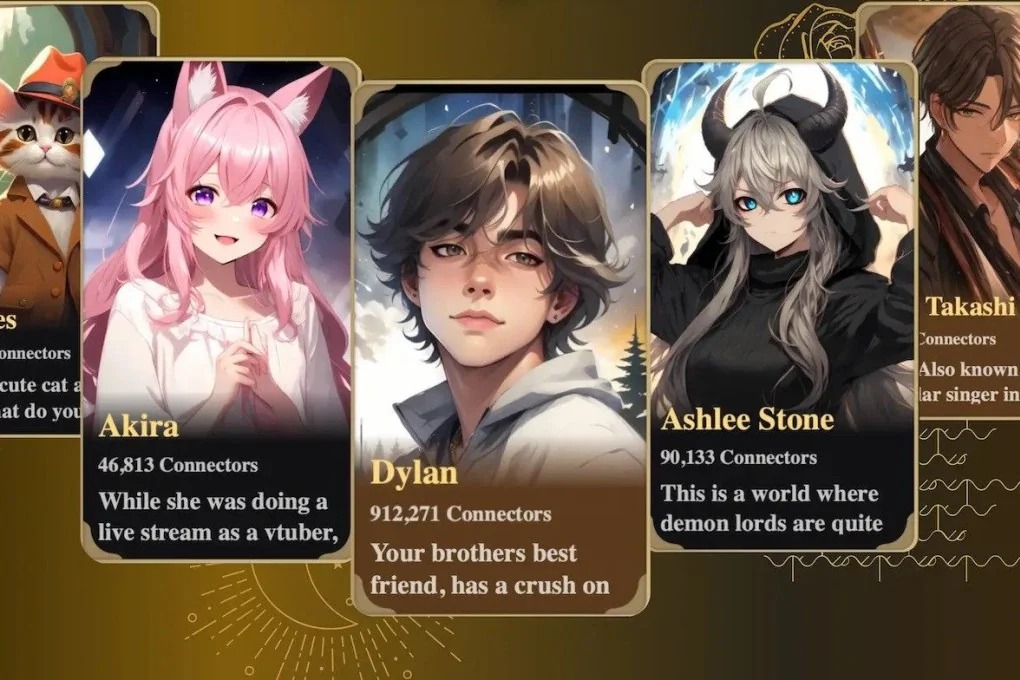 es
onnectors
cute cat a
at do you
Akira
46,813 Connectors
While she was doing a
live stream as a vtuber,
Dylan
912,271 Connectors
Your brothers best
friend, has a crush on
Ashlee Stone
90,133 Connectors
This is a world where
demon lords are quite
Takashi
Connectors
Also known
lar singer in